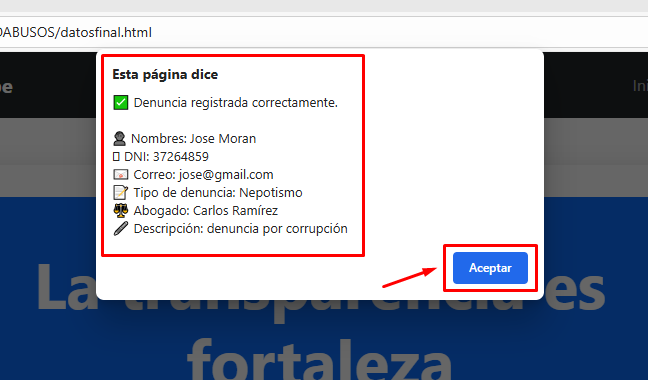 DABUSOS/datosfinal.html
Esta página dice
✅ Denuncia registrada correctamente.
Nombres: Jose Moran
DNI: 37264859
Correo: jose@gmail.com
Tipo de denuncia: Nepotismo
Abogado: Carlos Ramírez
Descripción: denuncia por corrupción
Aceptar
La transparencia es
fortaleza